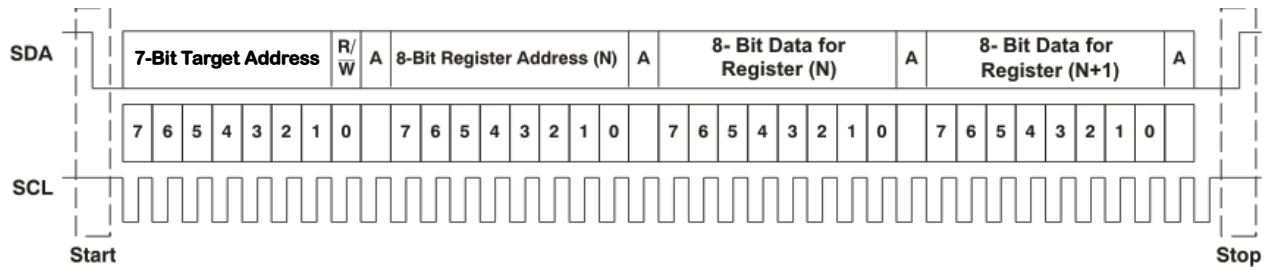 SDA
7-Bit Target Address
R/
W
A
8-Bit Register Address (N)
A
8- Bit Data for
Register (N)
A
8- Bit Data for
Register (N+1)
A
7 6 5 4 3 2 1 0 7 6 5 4 3 2 1 0 7 6 5 4 3 2 1 0 7 6 5 4 3 2 1 0
SCL
Start
Stop